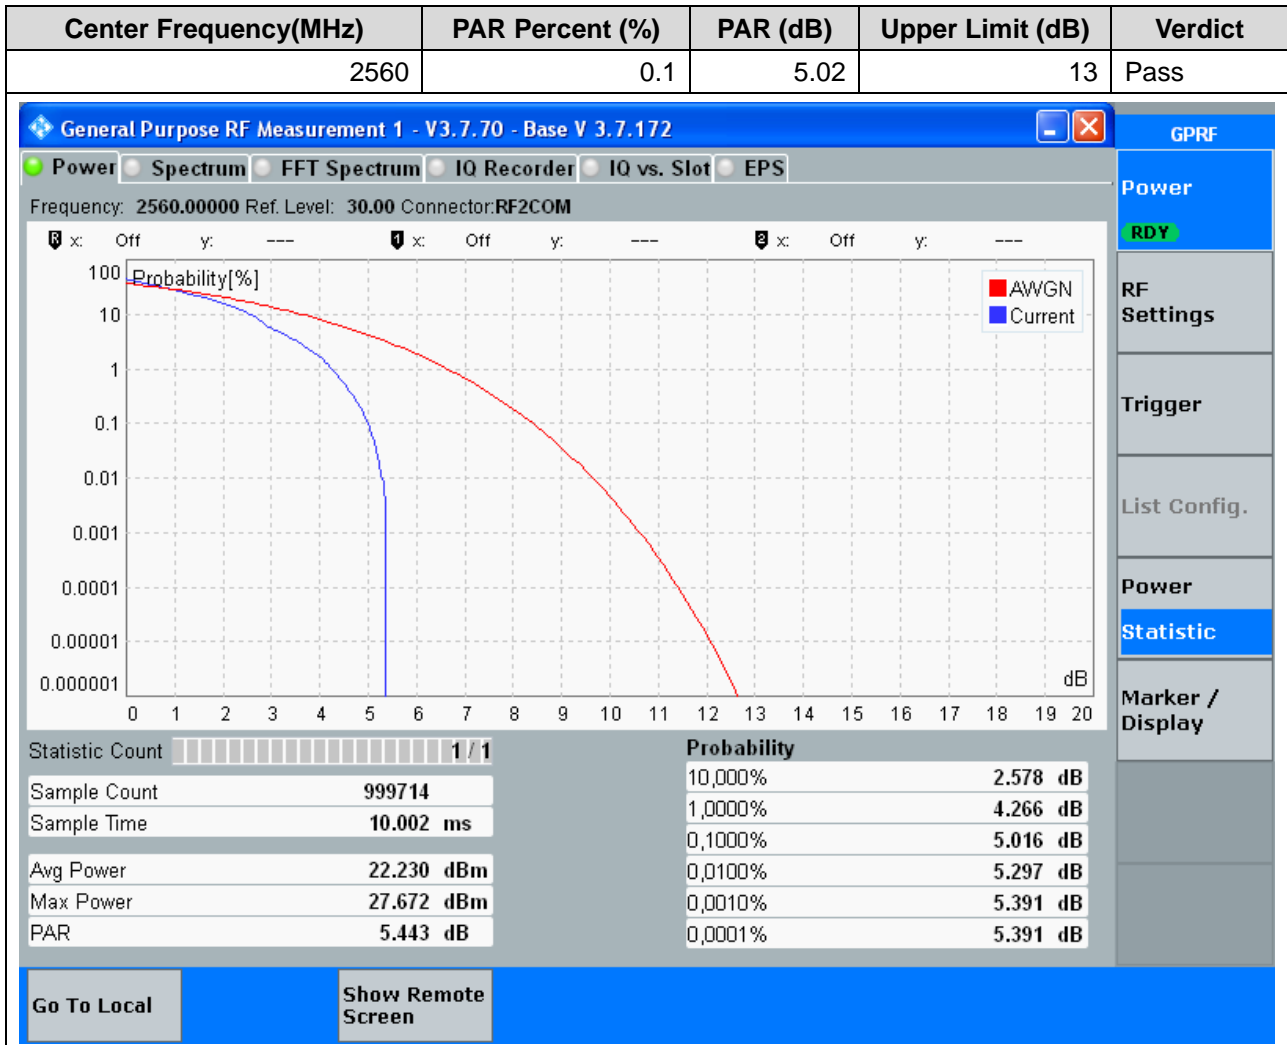 Center Frequency(MHz) PAR Percent (%) PAR (dB) Upper Limit (dB) Verdict
2560 0.1 5.02 13 Pass
General Purpose RF Measurement 1 - V3.7.70 - Base V 3.7.172
GPRF
Power Spectrum FFT Spectrum IQ Recorder IQ vs. Slot EPS
Power
RDY
Frequency: 2560.00000 Ref. Level: 30.00 Connector:RF2COM
R x: Off y: --- 1 x: Off y: --- 2 x: Off y: ---
Probability[%]
AWGN
Current
100
10
1
0.1
0.01
0.001
0.0001
0.00001
0.000001
dB
0 1 2 3 4 5 6 7 8 9 10 11 12 13 14 15 16 17 18 19 20
RF
Settings
Trigger
List Config.
Power
Statistic
Marker /
Display
Statistic Count 1 / 1
Sample Count 999714
Sample Time 10.002 ms
Avg Power 22.230 dBm
Max Power 27.672 dBm
PAR 5.443 dB
Probability
10,000% 2.578 dB
1,0000% 4.266 dB
0,1000% 5.016 dB
0,0100% 5.297 dB
0,0010% 5.391 dB
0,0001% 5.391 dB
Go To Local
Show Remote
Screen